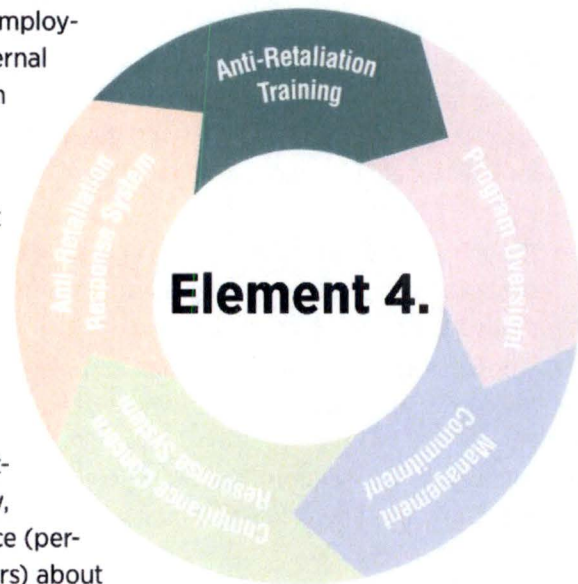 mploy-
ernal
n
-
y,
ce (per-
rs) about
Anti-Retaliation
Training
Program Oversight
Management
Commitment
Compliance Concern
Response System
Anti-Retaliation
Response System
Element 4.